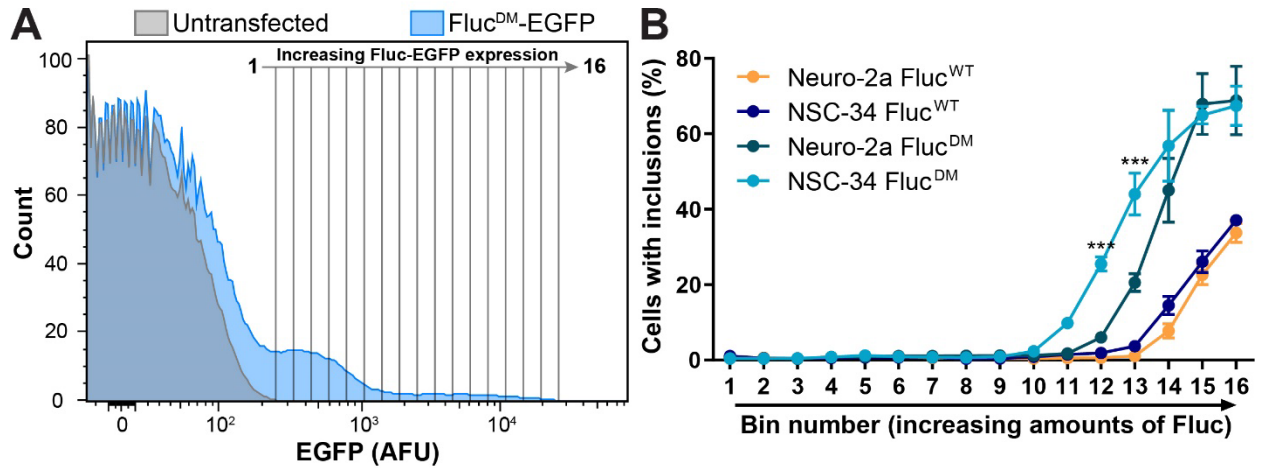 A
Untransfected
Fluc^DM-EGFP
Increasing Fluc-EGFP expression
1
16
100
80
60
40
20
0
Count
0
10^2
10^3
10^4
EGFP (AFU)
B
80
60
40
20
0
Cells with inclusions (%)
Neuro-2a Fluc^WT
NSC-34 Fluc^WT
Neuro-2a Fluc^DM
NSC-34 Fluc^DM
***
***
1 2 3 4 5 6 7 8 9 10 11 12 13 14 15 16
Bin number (increasing amounts of Fluc)